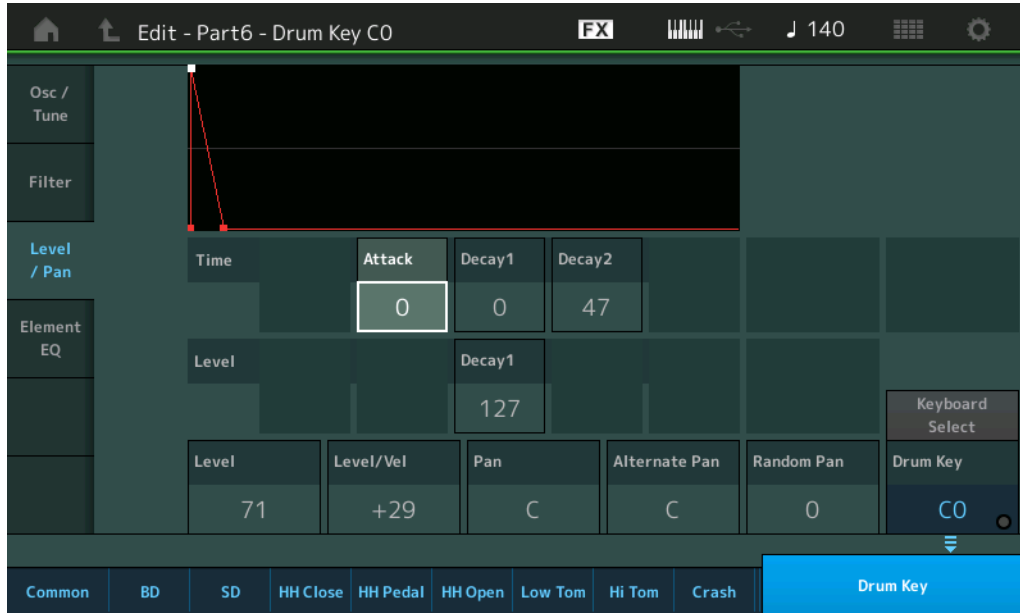 Edit - Part6 - Drum Key C0
FX
♩ 140
Osc /
Tune
Filter
Level
/ Pan
Element
EQ
Time
Attack
Decay1
Decay2
0
0
47
Level
Decay1
127
Keyboard
Select
Level
Level/Vel
Pan
Alternate Pan
Random Pan
Drum Key
71
+29
C
C
0
C0
Common
BD
SD
HH Close
HH Pedal
HH Open
Low Tom
Hi Tom
Crash
Drum Key